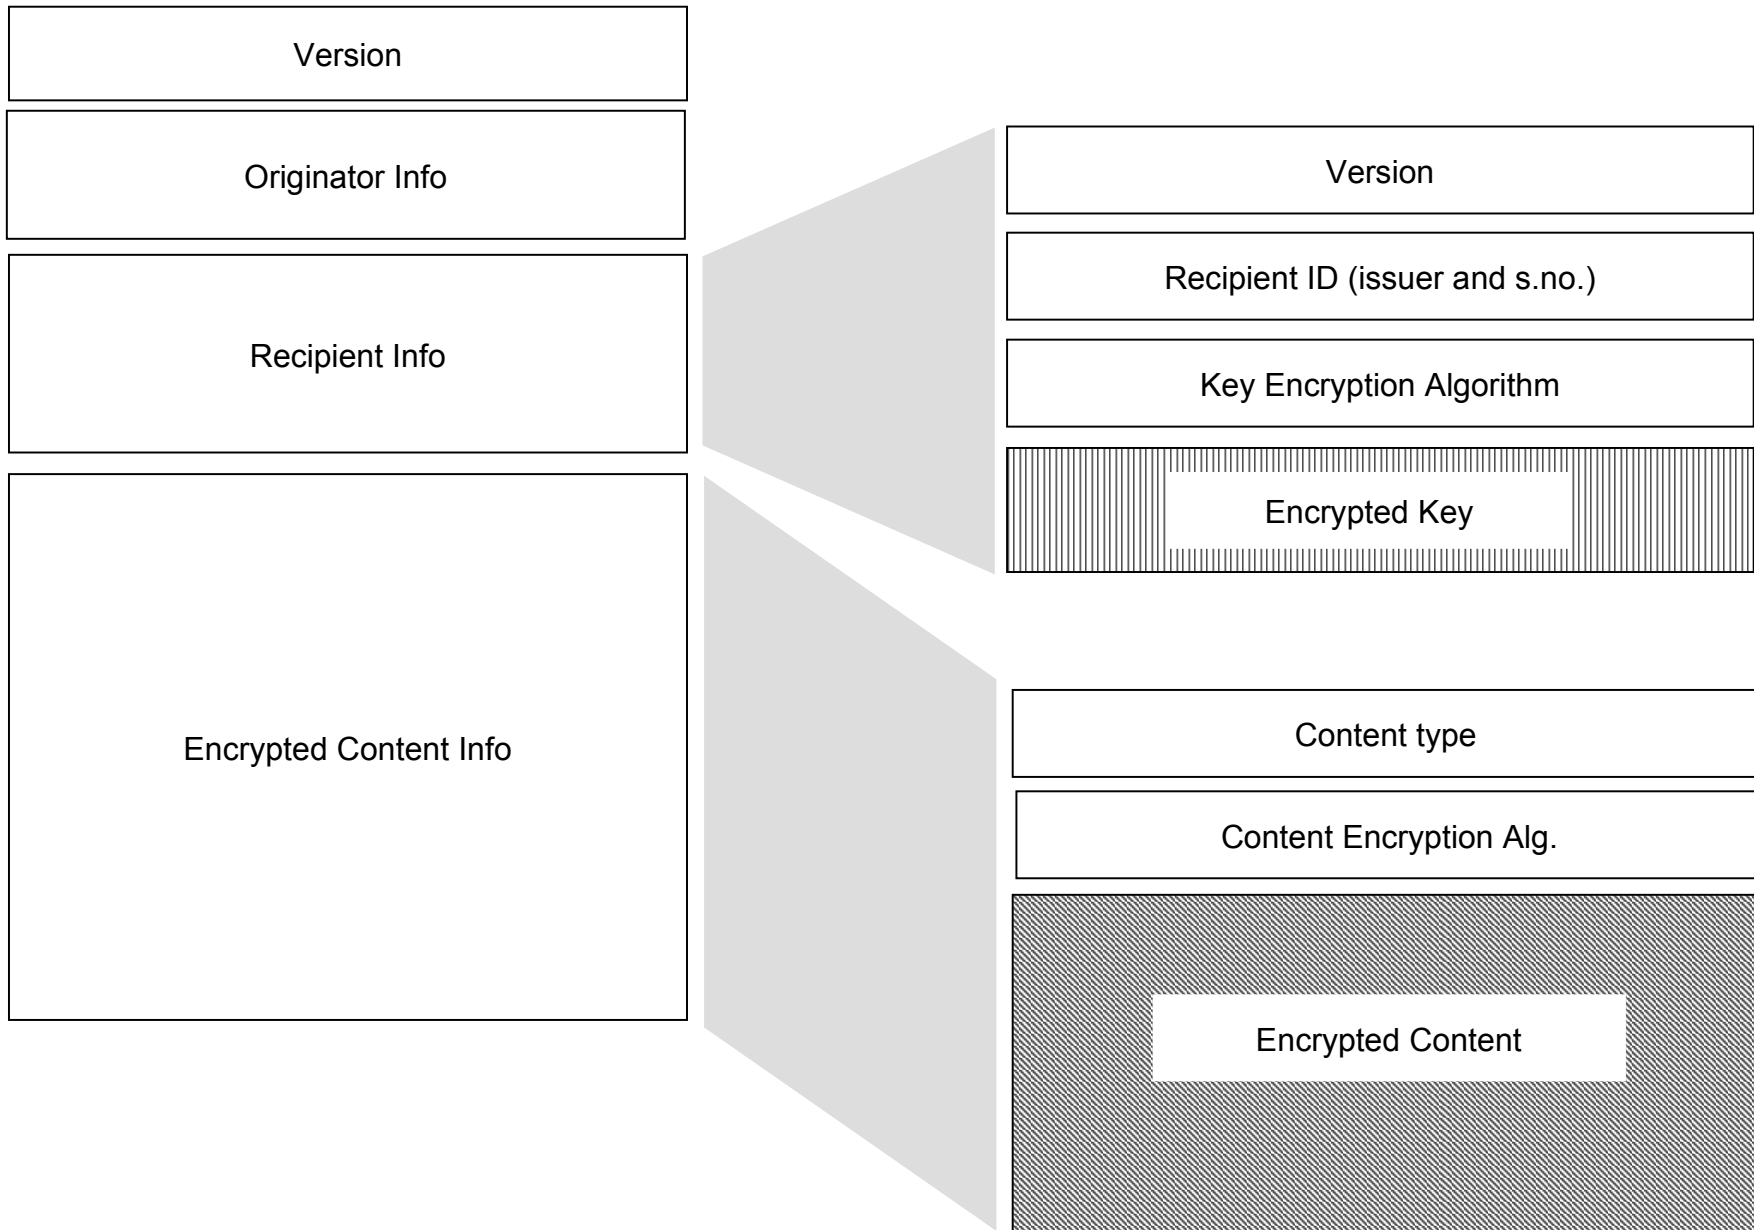 Version
Originator Info
Recipient Info
Encrypted Content Info
Version
Recipient ID (issuer and s.no.)
Key Encryption Algorithm
Encrypted Key
Content type
Content Encryption Alg.
Encrypted Content